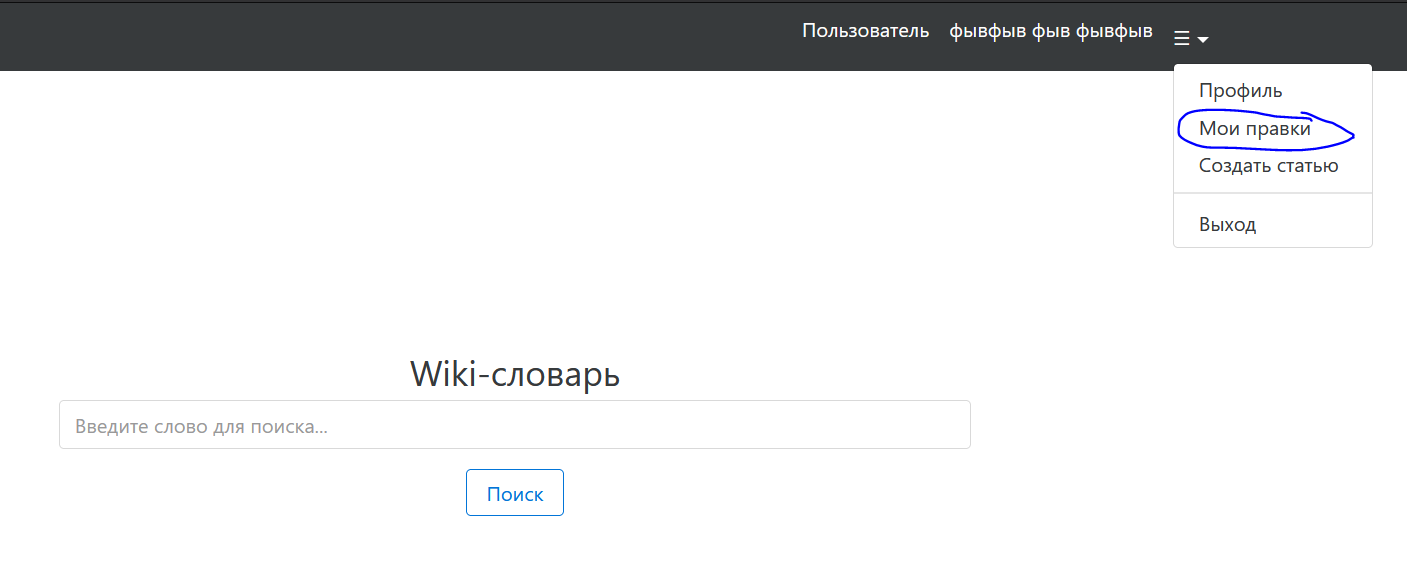 Пользователь фывфыв фыв фывфыв
Профиль
Мои правки
Создать статью
Выход
Wiki-словарь
Введите слово для поиска...
Поиск